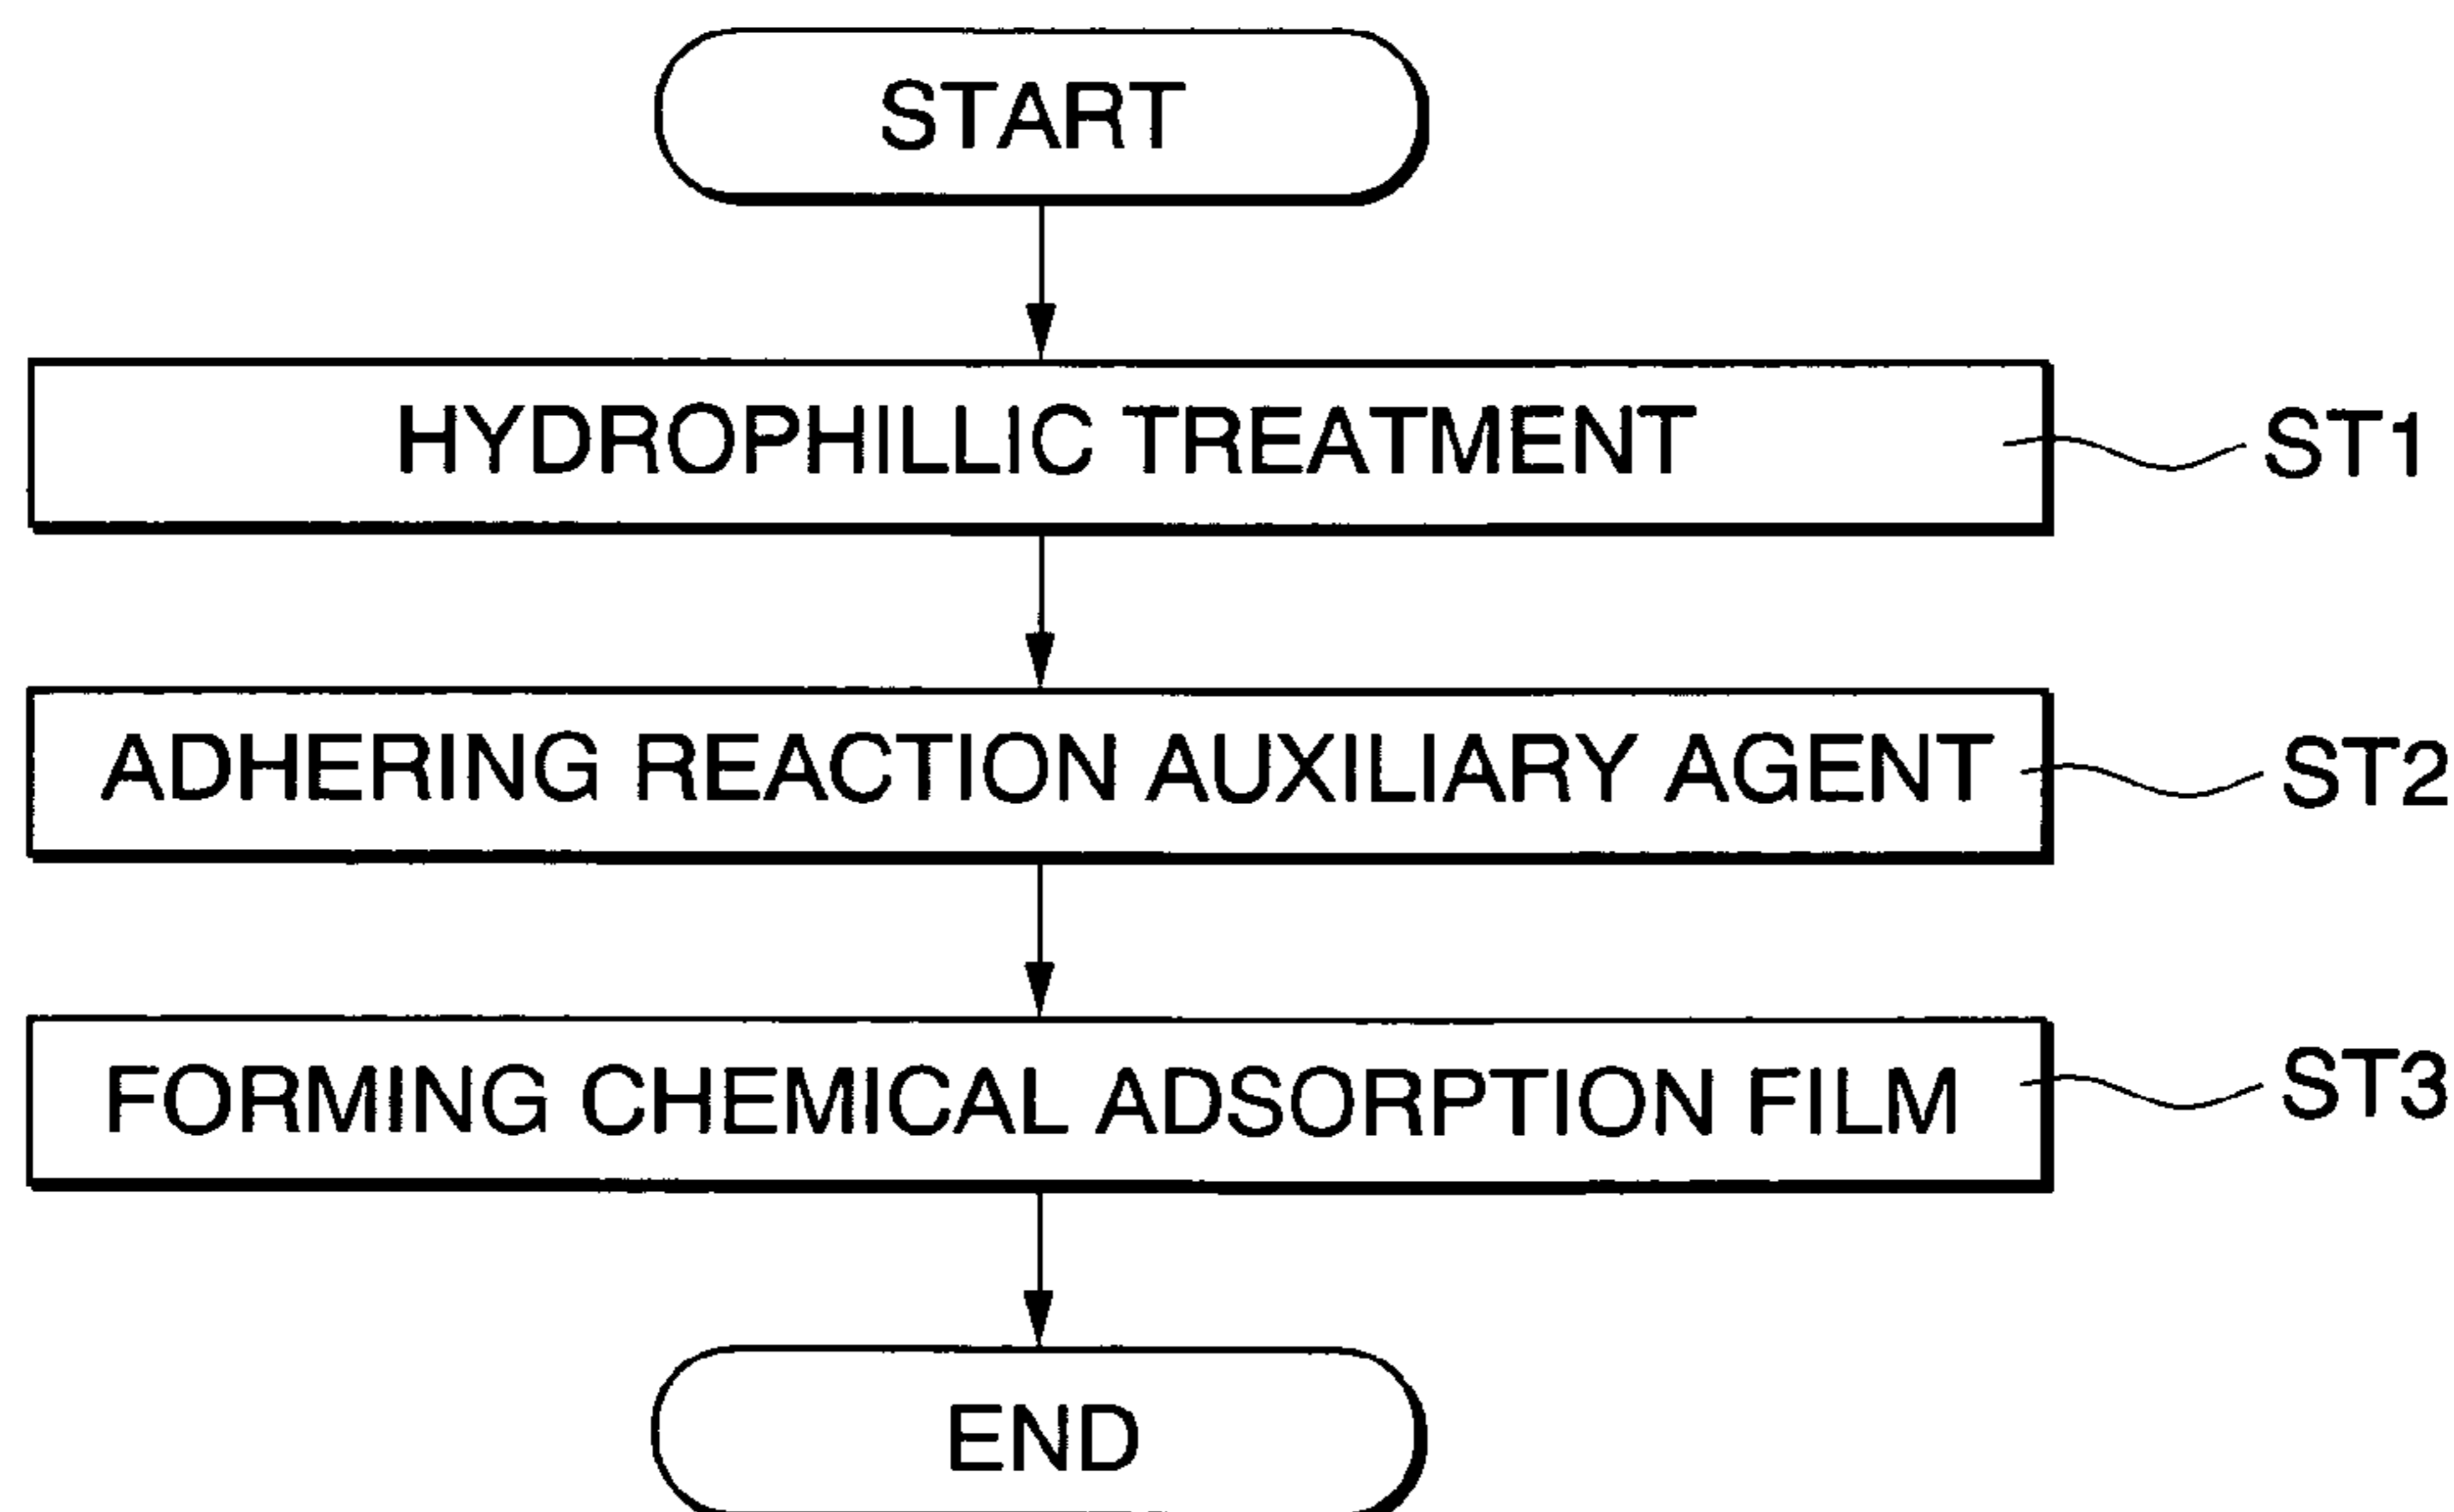 START
HYDROPHILLIC TREATMENT ST1
ADHERING REACTION AUXILIARY AGENT ST2
FORMING CHEMICAL ADSORPTION FILM ST3
END